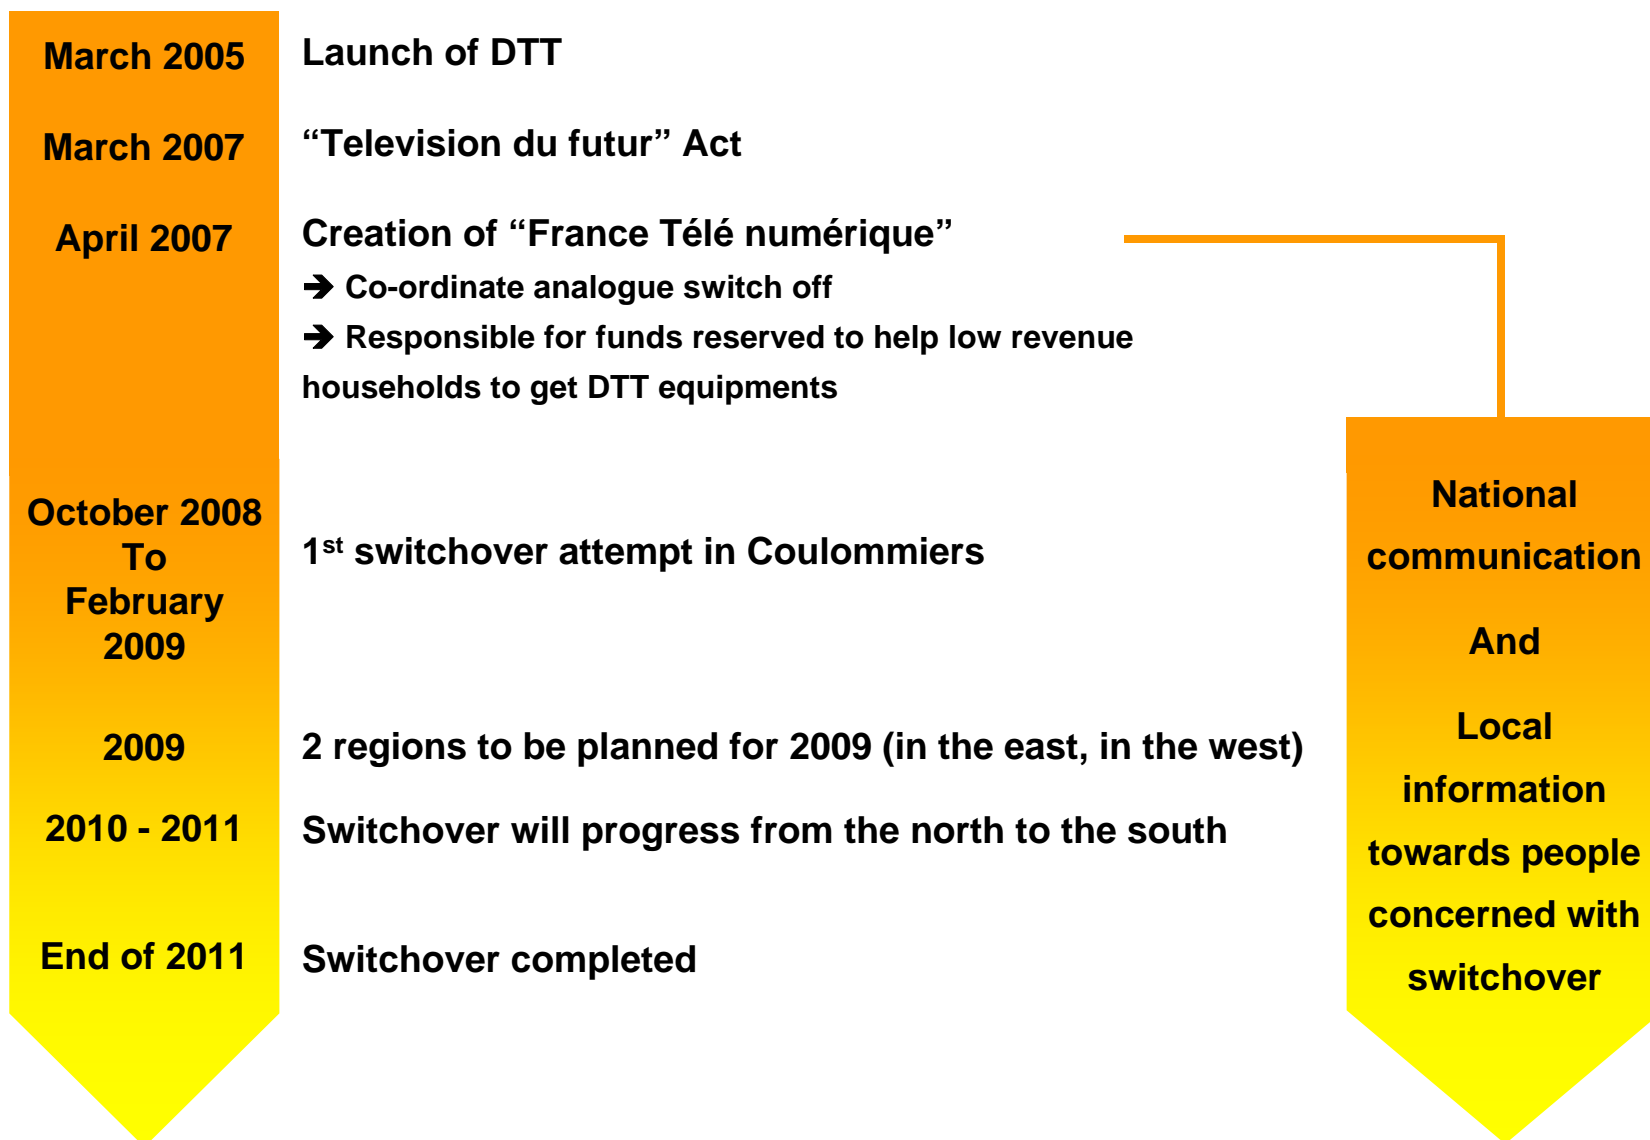 March 2005
Launch of DTT
March 2007
“Television du futur” Act
April 2007
Creation of “France Télé numérique”
➔ Co-ordinate analogue switch off
➔ Responsible for funds reserved to help low revenue
households to get DTT equipments
October 2008
To
February
2009
1st switchover attempt in Coulommiers
2009
2 regions to be planned for 2009 (in the east, in the west)
2010 - 2011
Switchover will progress from the north to the south
End of 2011
Switchover completed
National
communication
And
Local
information
towards people
concerned with
switchover